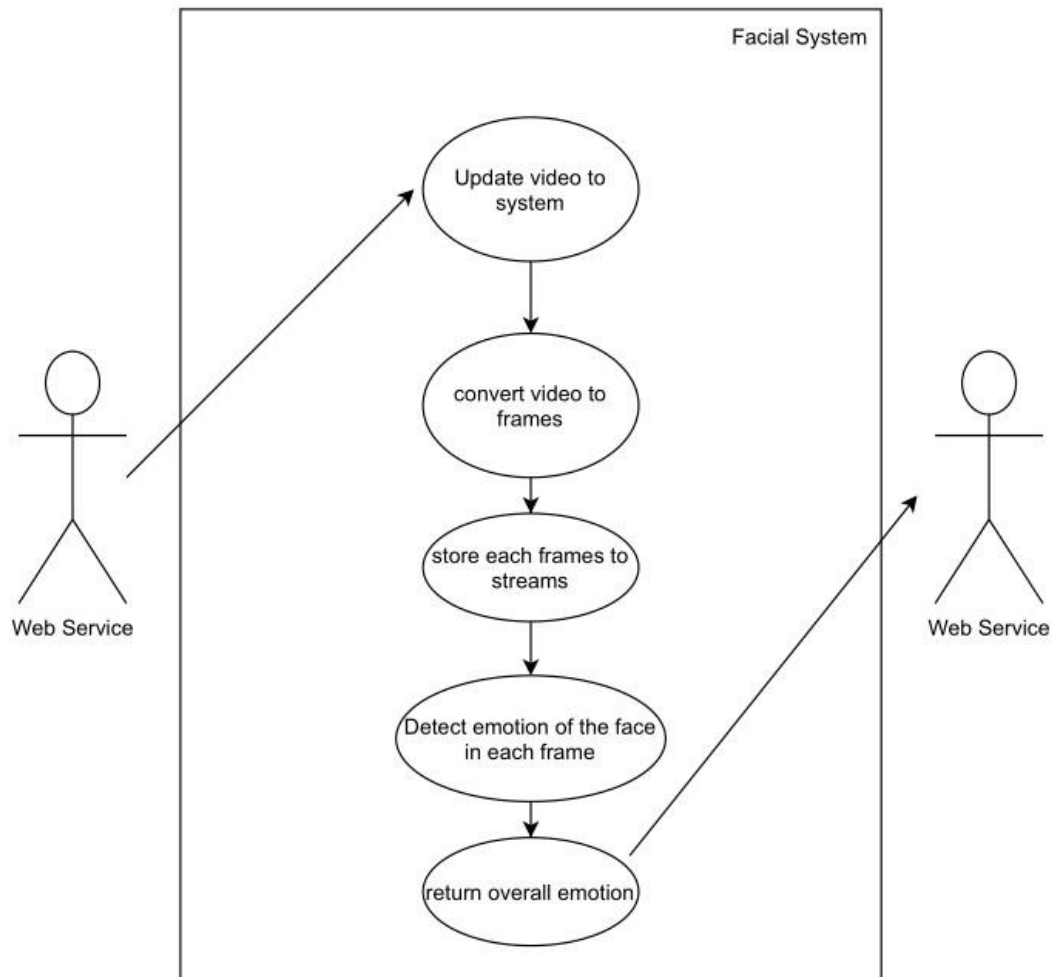 Facial System
Update video to
system
convert video to
frames
store each frames to
streams
Web Service
Web Service
Detect emotion of the face
in each frame
return overall emotion